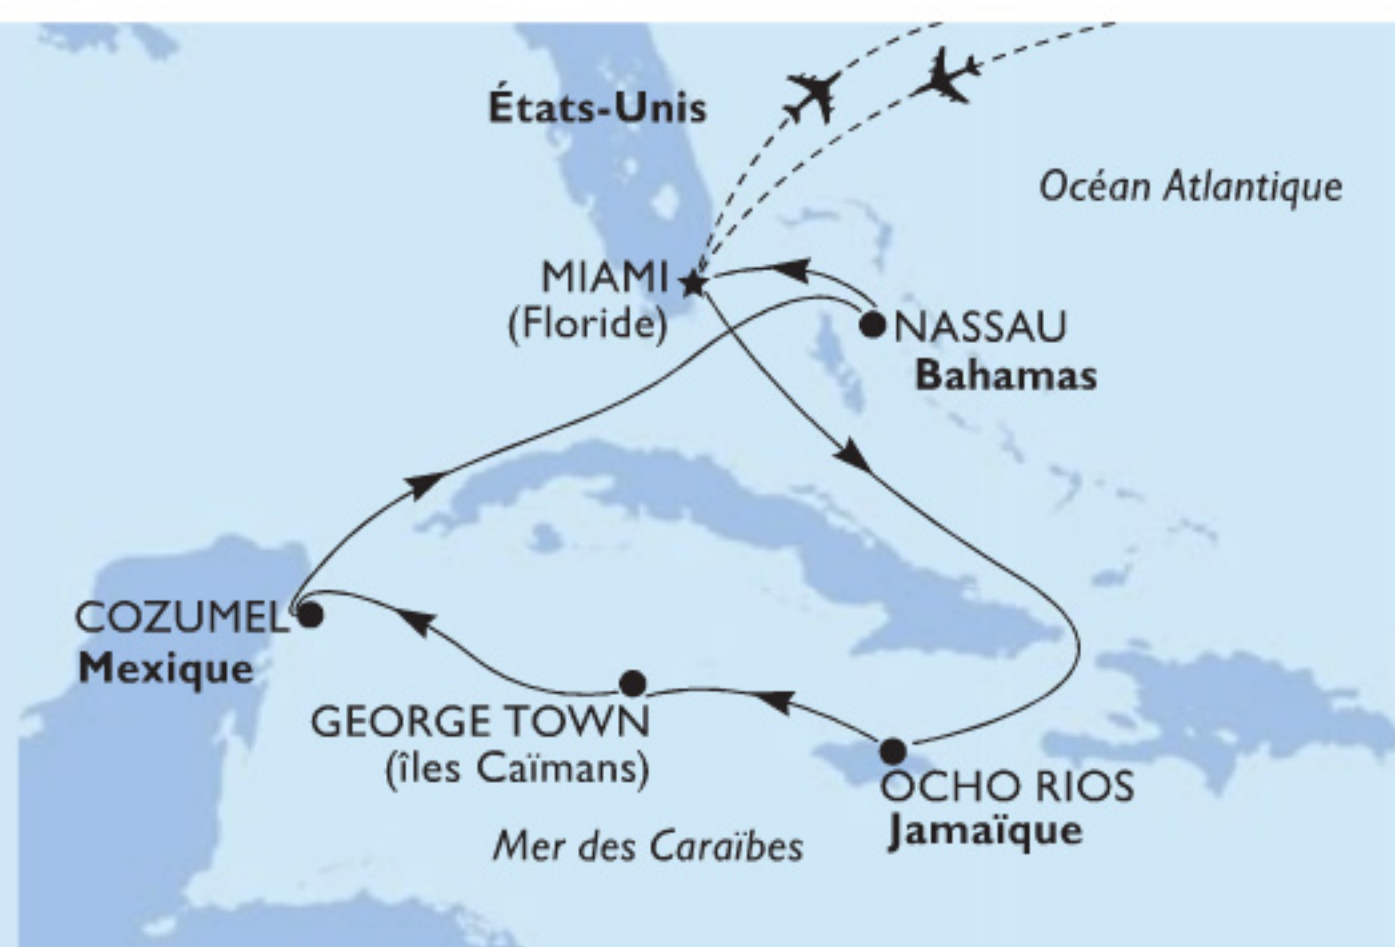 États-Unis
Océan Atlantique
MIAMI
(Floride)
NASSAU
Bahamas
COZUMEL
Mexique
GEORGE TOWN
(îles Caïmans)
OCHO RIOS
Jamaïque
Mer des Caraïbes